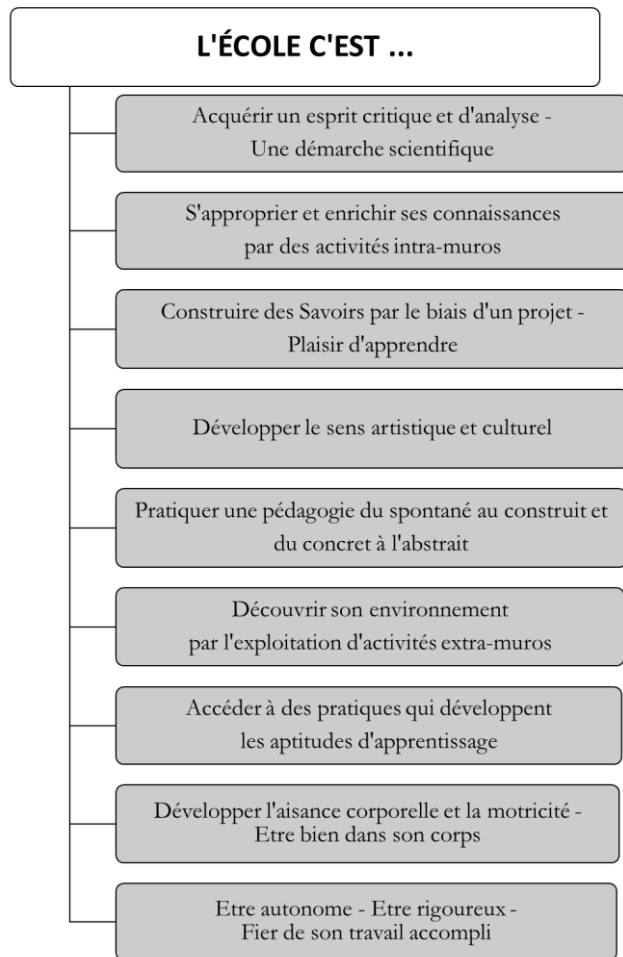 L'ÉCOLE C'EST ...
Acquérir un esprit critique et d'analyse -
Une démarche scientifique
S'approprier et enrichir ses connaissances
par des activités intra-muros
Construire des Savoirs par le biais d'un projet -
Plaisir d'apprendre
Développer le sens artistique et culturel
Pratiquer une pédagogie du spontané au construit et
du concret à l'abstrait
Découvrir son environnement
par l'exploitation d'activités extra-muros
Accéder à des pratiques qui développent
les aptitudes d'apprentissage
Développer l'aisance corporelle et la motricité -
Etre bien dans son corps
Etre autonome - Etre rigoureux -
Fier de son travail accompli